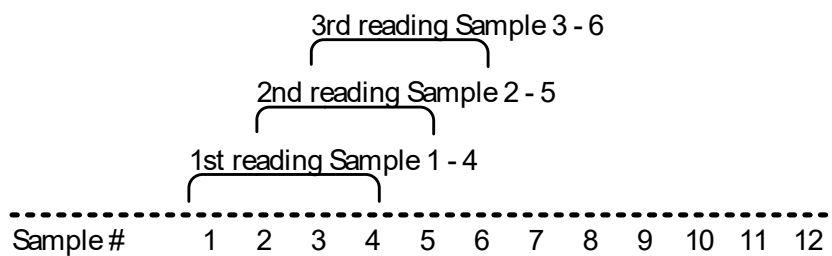 3rd reading Sample 3 - 6
2nd reading Sample 2 - 5
1st reading Sample 1 - 4
Sample # 1 2 3 4 5 6 7 8 9 10 11 12